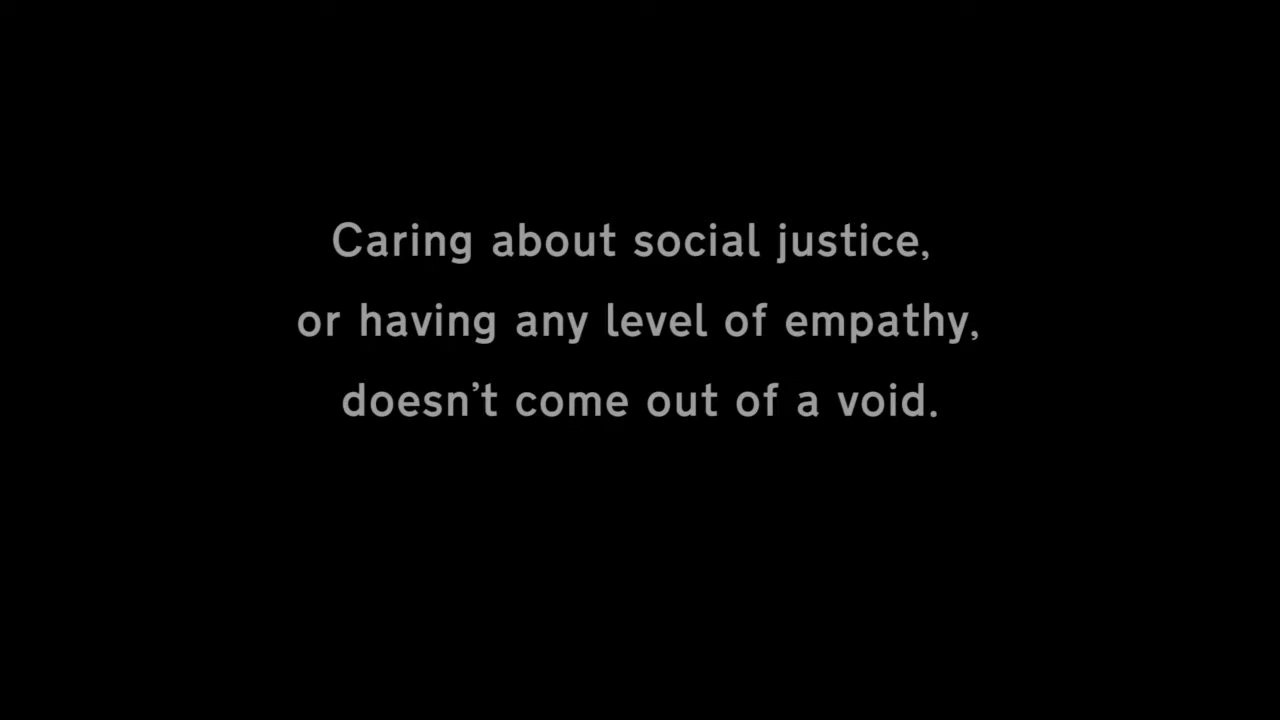 Caring about social justice,
or having any level of empathy,
doesn’t come out of a void.